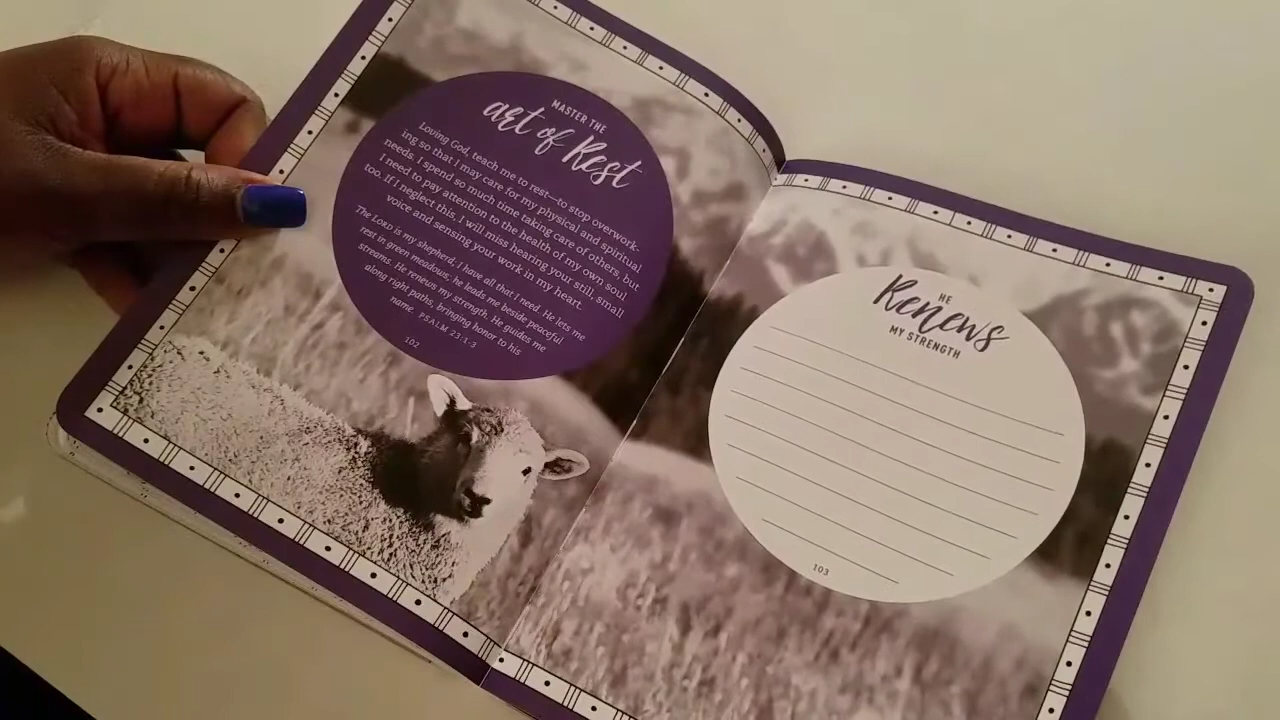 MASTER THE
art of Rest
Loving God, teach me to rest—to stop overwork-
ing so that I may care for my physical and spiritual
needs. I spend so much time taking care of others, but
I need to pay attention to the health of my own soul
too. If I neglect this, I will miss hearing your still, small
voice and sensing your work in my heart.
The LORD is my shepherd; I have all that I need. He lets me
rest in green meadows; he leads me beside peaceful
streams. He renews my strength. He guides me
along right paths, bringing honor to his
name. PSALM 23:1-3
102
HE
Renews
MY STRENGTH
103